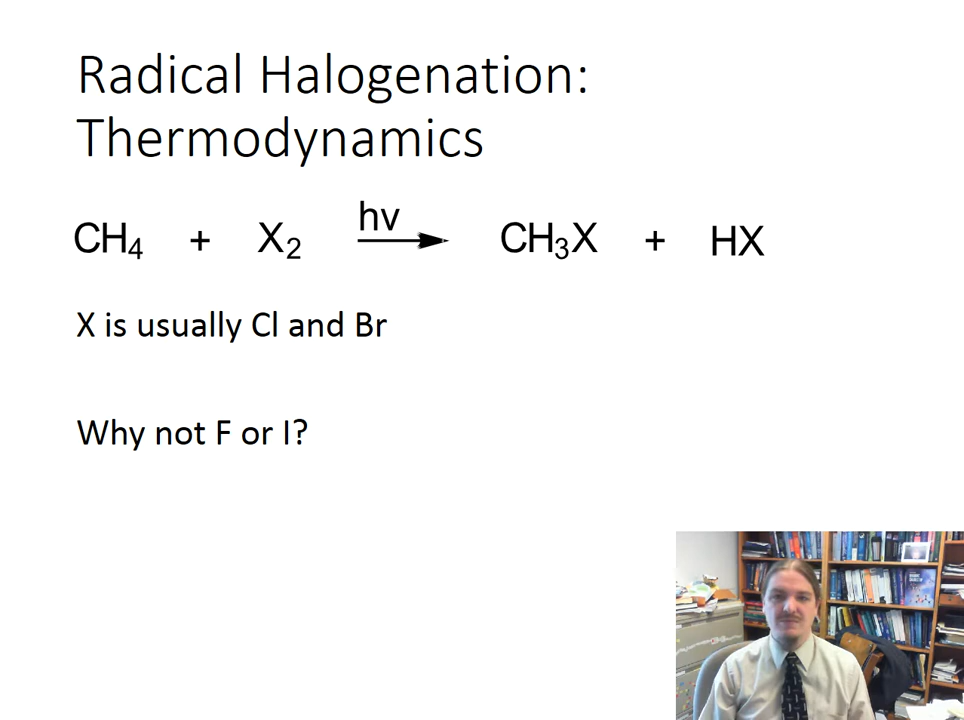 Radical Halogenation:
Thermodynamics
CH₄ + X₂ hv CH₃X + HX
X is usually Cl and Br
Why not F or I?